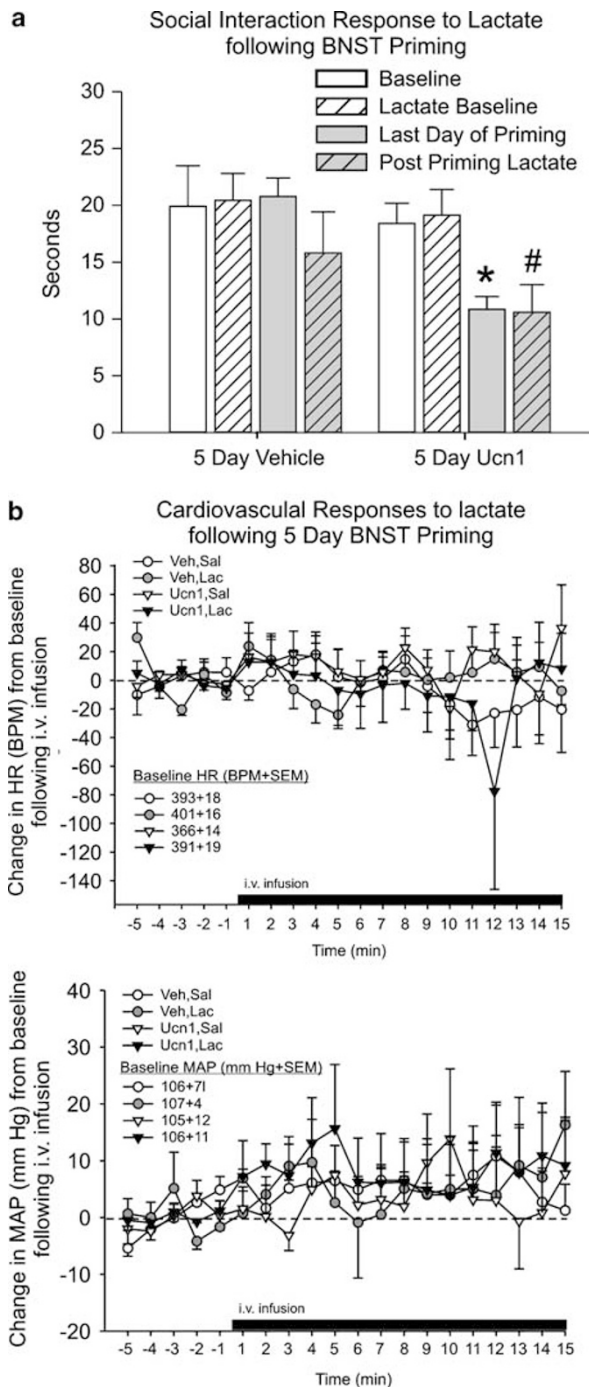 a
Social Interaction Response to Lactate
following BNST Priming
Baseline
Lactate Baseline
Last Day of Priming
Post Priming Lactate
30
25
20
15
10
5
0
Seconds
*
#
5 Day Vehicle
5 Day Ucn1
b
Cardiovascular Responses to lactate
following 5 Day BNST Priming
Change in HR (BPM) from baseline
following i.v. infusion
80
60
40
20
0
-20
-40
-60
-80
-100
-120
-140
Veh,Sal
Veh,Lac
Ucn1,Sal
Ucn1,Lac
Baseline HR (BPM+SEM)
393+18
401+16
366+14
391+19
i.v. infusion
-5 -4 -3 -2 -1 1 2 3 4 5 6 7 8 9 10 11 12 13 14 15
Time (min)
Change in MAP (mm Hg) from baseline
following i.v. infusion
40
30
20
10
0
-10
-20
Veh,Sal
Veh,Lac
Ucn1,Sal
Ucn1,Lac
Baseline MAP (mm Hg+SEM)
106+7l
107+4
105+12
106+11
i.v. infusion
-5 -4 -3 -2 -1 1 2 3 4 5 6 7 8 9 10 11 12 13 14 15
Time (min)